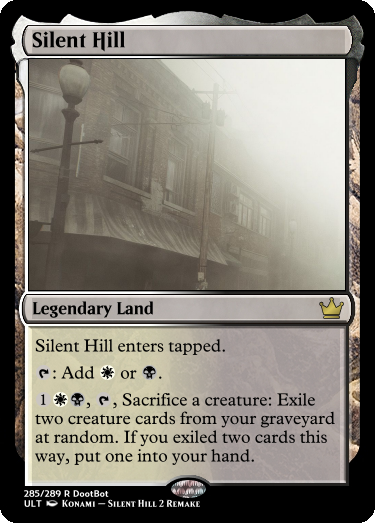 Silent Hill
Legendary Land
Silent Hill enters tapped.
: Add or .
1 , , Sacrifice a creature: Exile
two creature cards from your graveyard
at random. If you exiled two cards this
way, put one into your hand.
285/289 R DootBot
ULT Konami — Silent Hill 2 Remake